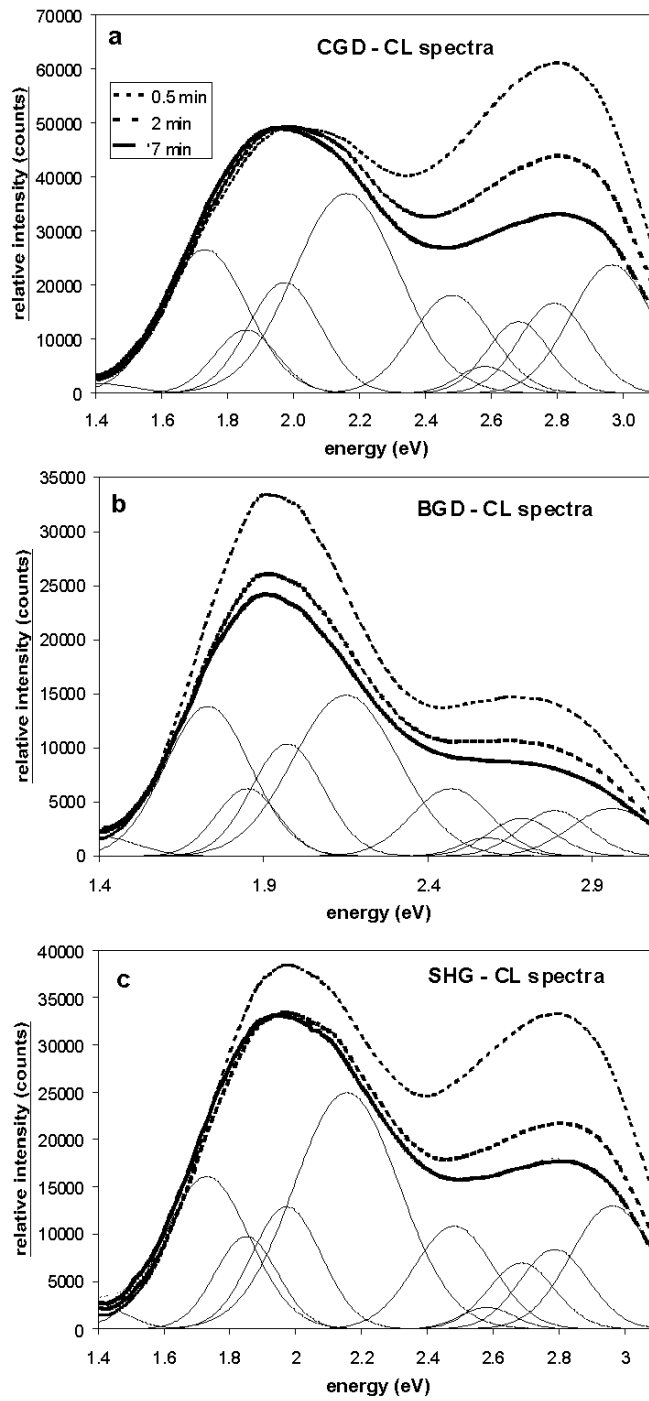 a
CGD - CL spectra
0.5 min
2 min
'7 min
relative intensity (counts)
70000
60000
50000
40000
30000
20000
10000
0
1.4 1.6 1.8 2.0 2.2 2.4 2.6 2.8 3.0
energy (eV)
b
BGD - CL spectra
relative intensity (counts)
35000
30000
25000
20000
15000
10000
5000
0
1.4 1.9 2.4 2.9
energy (eV)
c
SHG - CL spectra
relative intensity (counts)
40000
35000
30000
25000
20000
15000
10000
5000
0
1.4 1.6 1.8 2 2.2 2.4 2.6 2.8 3
energy (eV)